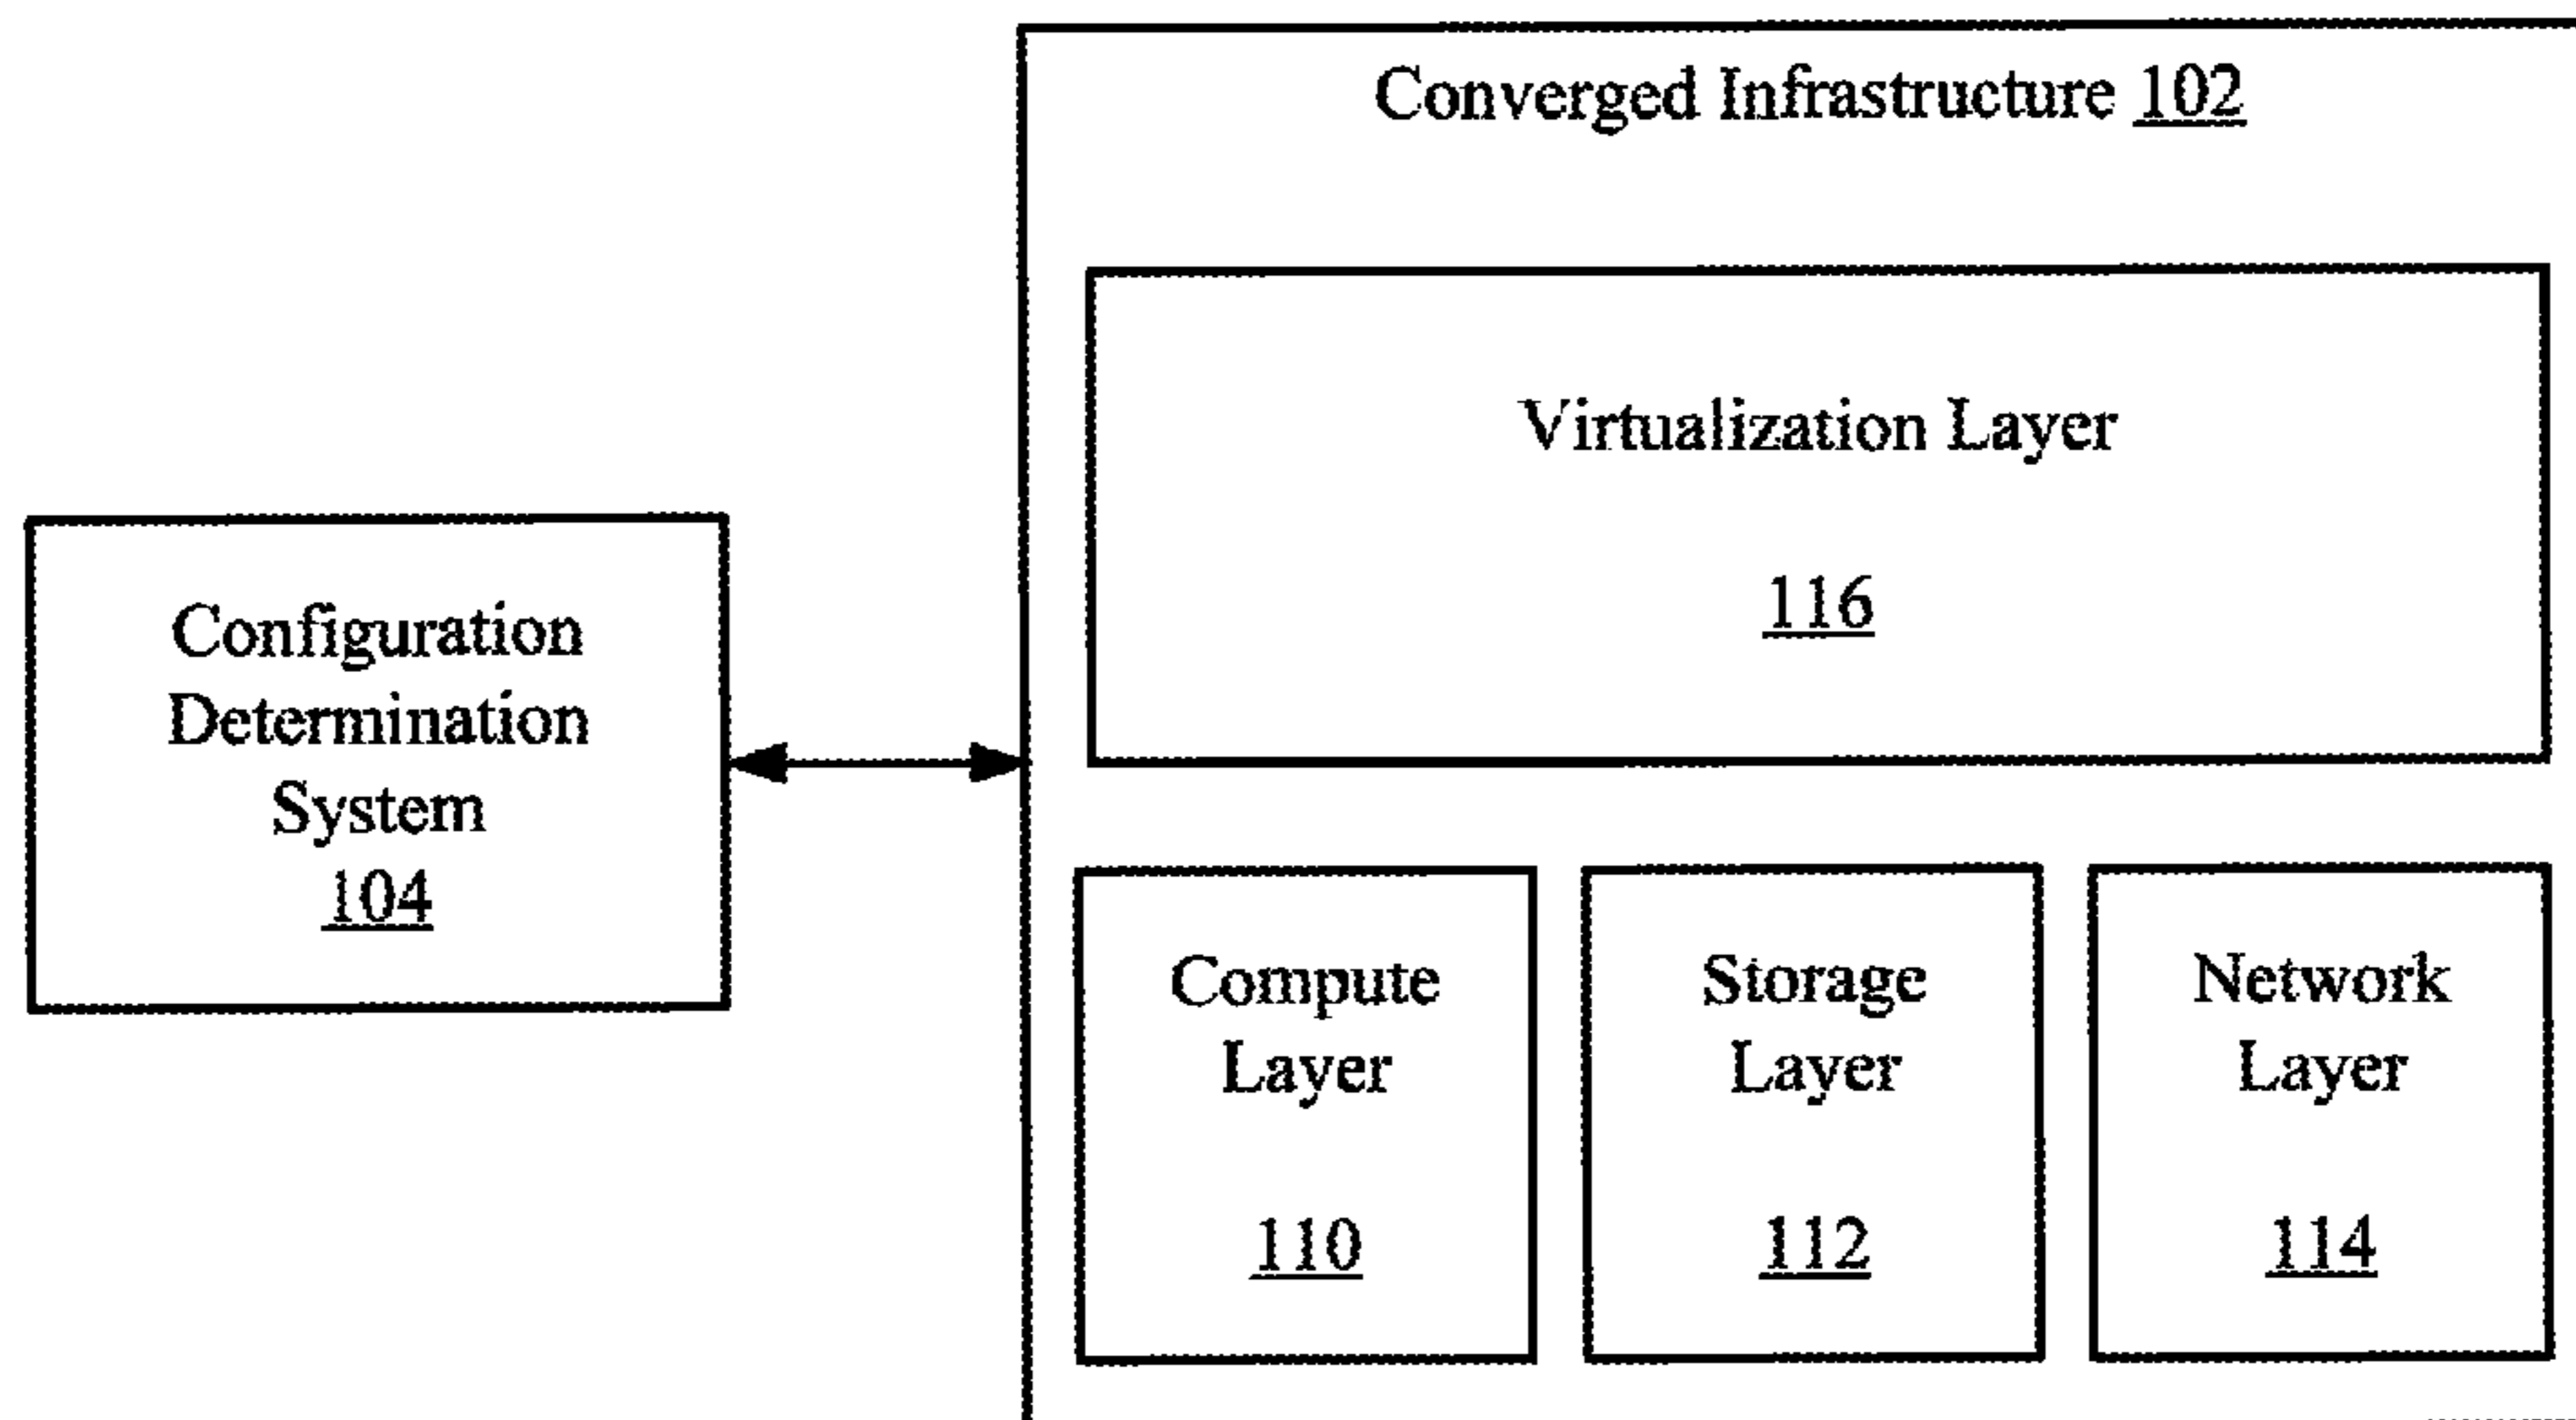 Converged Infrastructure 102
Virtualization Layer
116
Configuration
Determination
System
104
Compute
Layer
110
Storage
Layer
112
Network
Layer
114